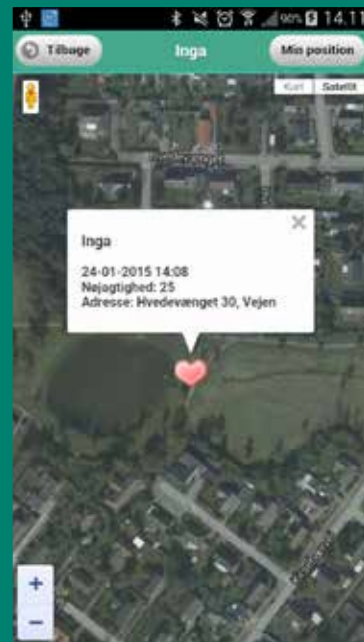 90% 14.11
Tilbage
Inga
Min position
Kort Satellit
Inga
24-01-2015 14:08
Nøjagtighed: 25
Adresse: Hvedevænget 30, Vejen
+
−